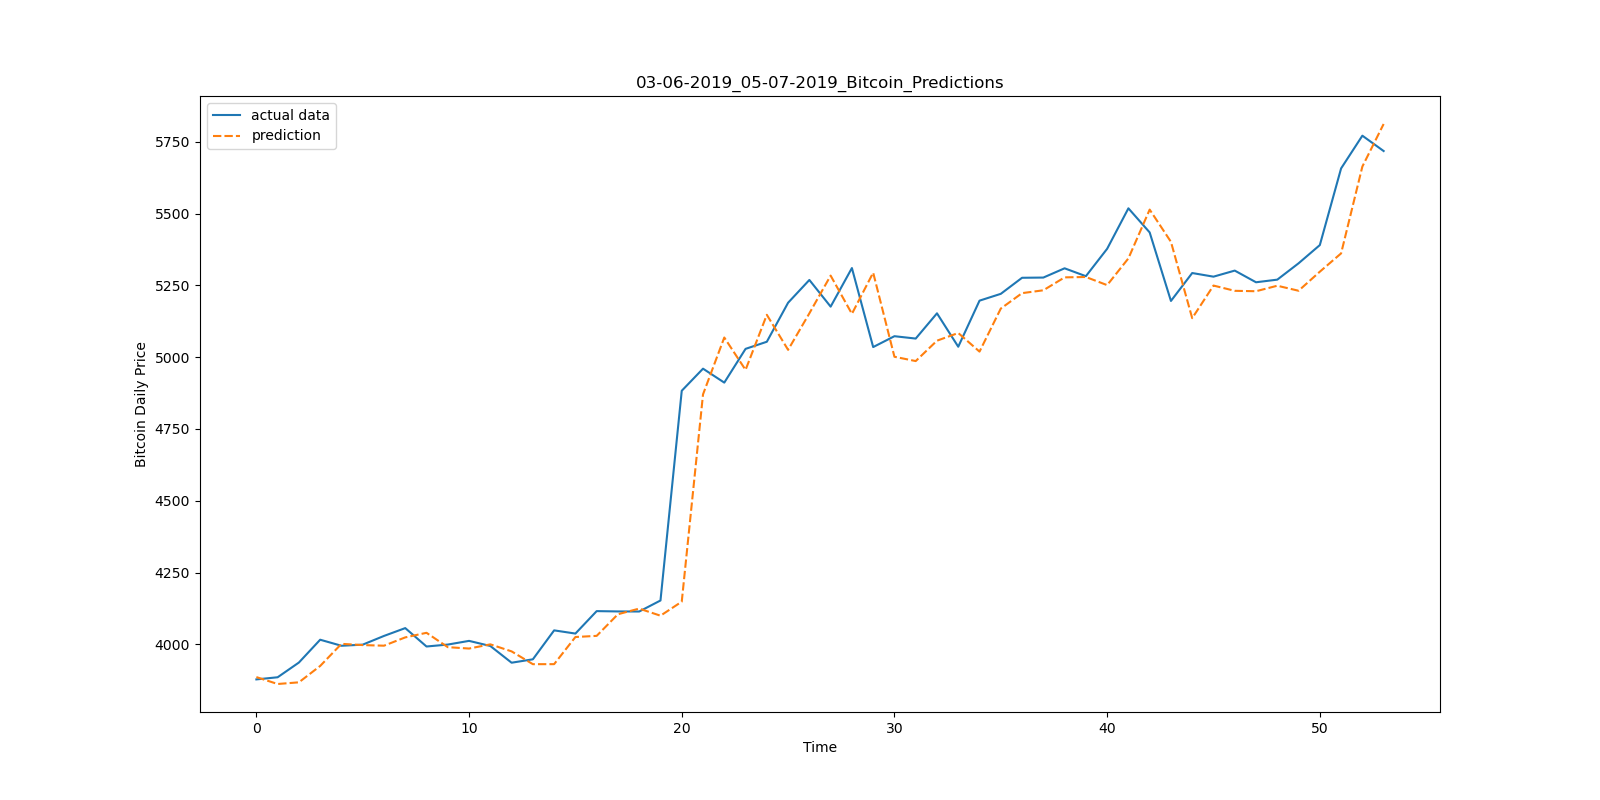 03-06-2019_05-07-2019_Bitcoin_Predictions
actual data
prediction
5750
5500
5250
5000
4750
4500
4250
4000
Bitcoin Daily Price
0 10 20 30 40 50
Time